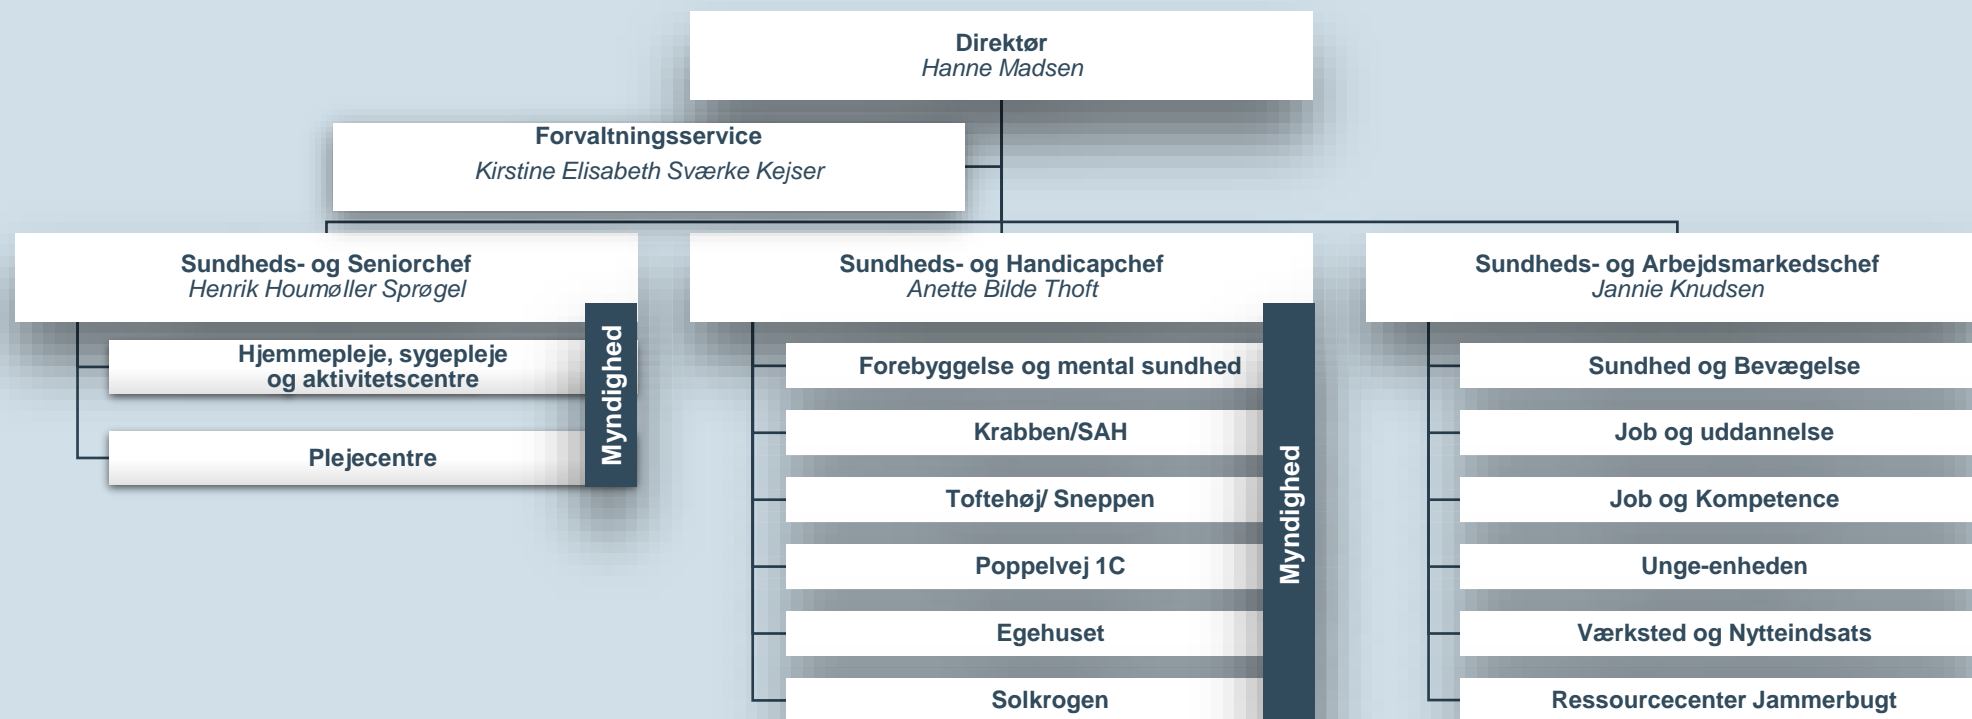 Direktør
Hanne Madsen
Forvaltningsservice
Kirstine Elisabeth Sværke Kejser
Sundheds- og Seniorchef
Henrik Houmøller Sprøgel
Hjemmepleje, sygepleje
og aktivitetscentre
Plejecentre
Myndighed
Sundheds- og Handicapchef
Anette Bilde Thoft
Forebyggelse og mental sundhed
Krabben/SAH
Toftehøj/ Sneppen
Poppelvej 1C
Egehuset
Solkrogen
Myndighed
Sundheds- og Arbejdsmarkedschef
Jannie Knudsen
Sundhed og Bevægelse
Job og uddannelse
Job og Kompetence
Unge-enheden
Værksted og Nytteindsats
Ressourcecenter Jammerbugt